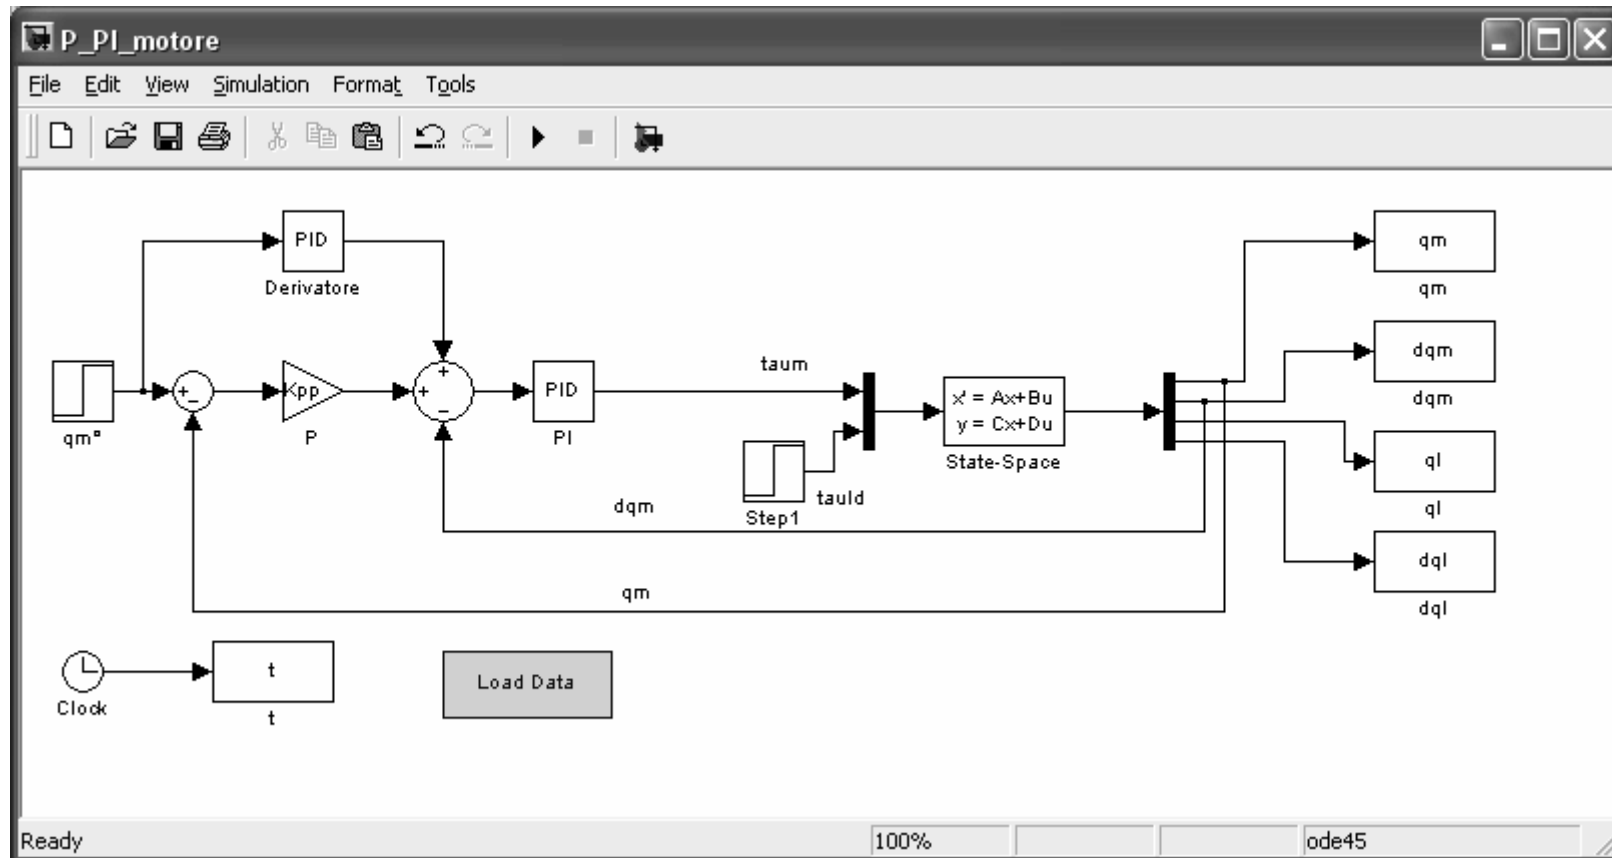 P_PI_motore
File Edit View Simulation Format Tools
PID
Derivatore
qm°
Kpp
P
PID
PI
taum
Step1
tauld
x' = Ax+Bu
y = Cx+Du
State-Space
qm
qm
dqm
dqm
ql
ql
dql
dql
dqm
qm
Clock
t
t
Load Data
Ready 100% ode45